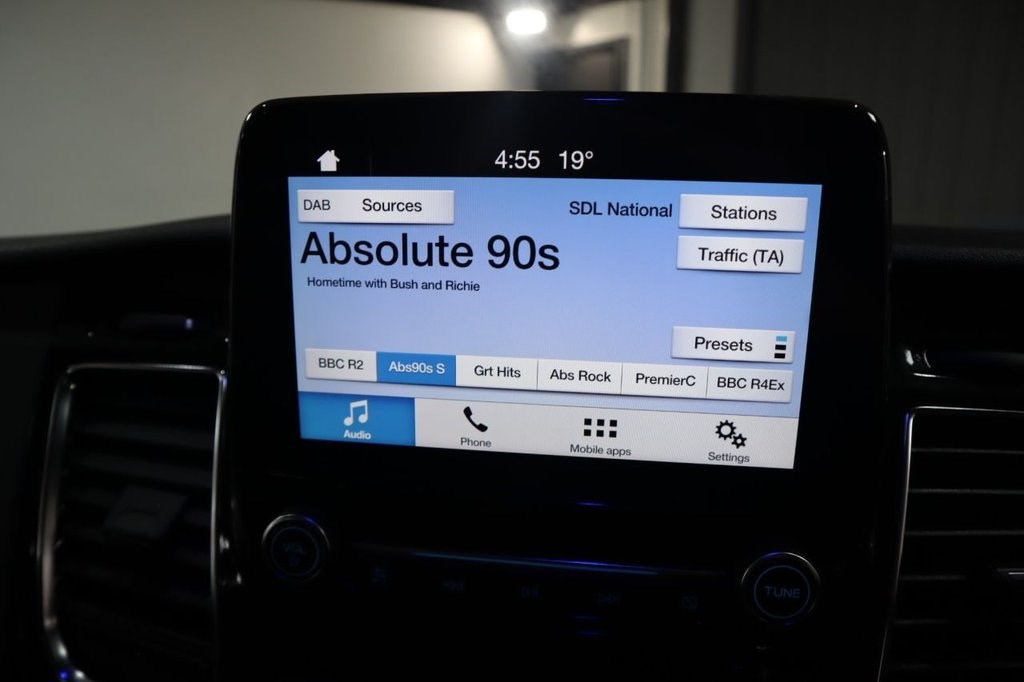 4:55 19°
DAB Sources
SDL National
Stations
Absolute 90s
Traffic (TA)
Hometime with Bush and Richie
Presets
BBC R2
Abs90s S
Grt Hits
Abs Rock
PremierC
BBC R4Ex
Audio
Phone
Mobile apps
Settings
VOL
TUNE